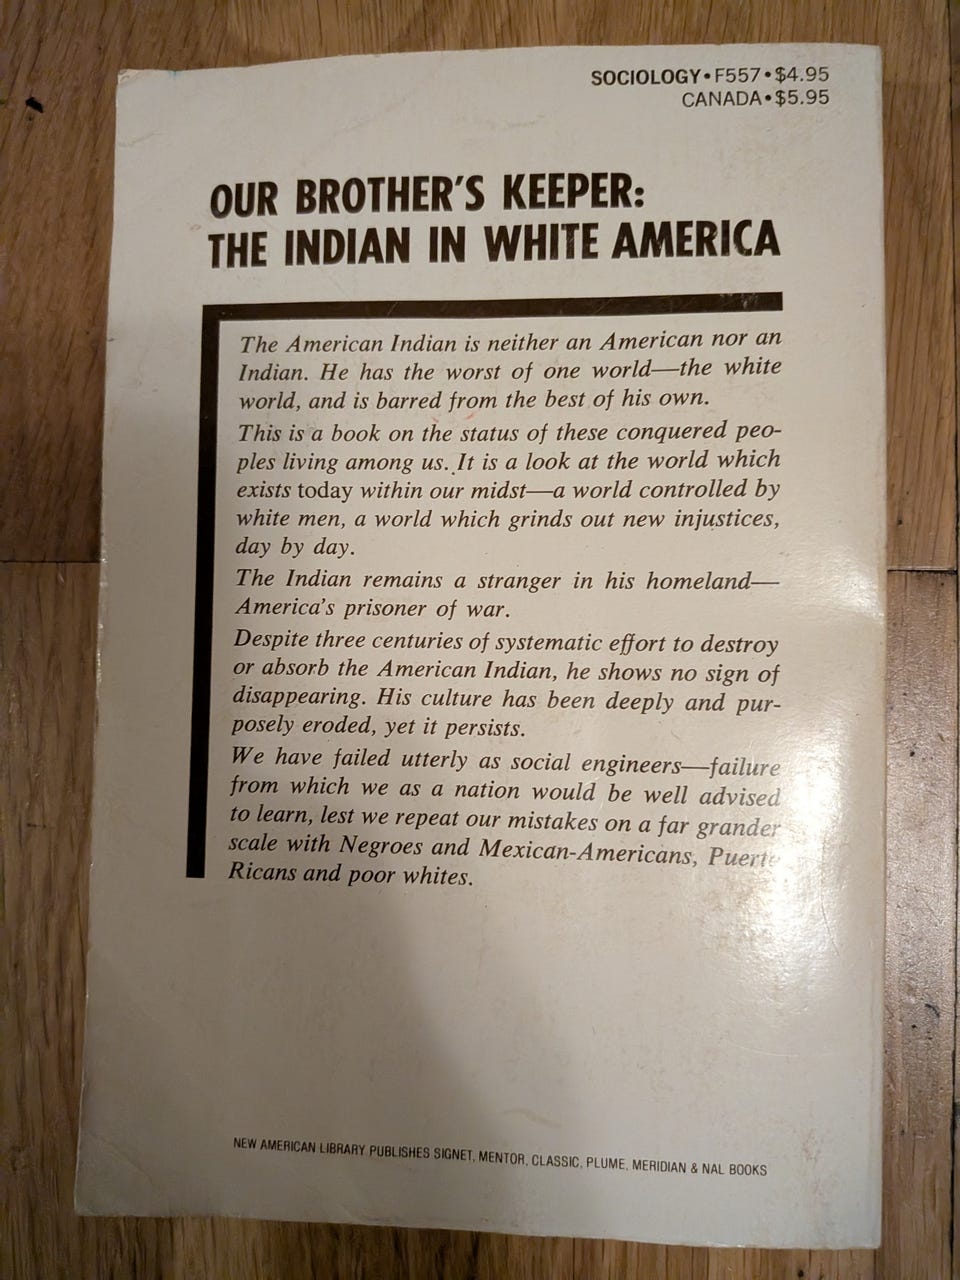 SOCIOLOGY•F557•$4.95
CANADA•$5.95
OUR BROTHER'S KEEPER:
THE INDIAN IN WHITE AMERICA
The American Indian is neither an American nor an
Indian. He has the worst of one world—the white
world, and is barred from the best of his own.
This is a book on the status of these conquered peo-
ples living among us. It is a look at the world which
exists today within our midst—a world controlled by
white men, a world which grinds out new injustices,
day by day.
The Indian remains a stranger in his homeland—
America's prisoner of war.
Despite three centuries of systematic effort to destroy
or absorb the American Indian, he shows no sign of
disappearing. His culture has been deeply and pur-
posely eroded, yet it persists.
We have failed utterly as social engineers—failure
from which we as a nation would be well advised
to learn, lest we repeat our mistakes on a far grander
scale with Negroes and Mexican-Americans, Puerto
Ricans and poor whites.
NEW AMERICAN LIBRARY PUBLISHES SIGNET, MENTOR, CLASSIC, PLUME, MERIDIAN & NAL BOOKS